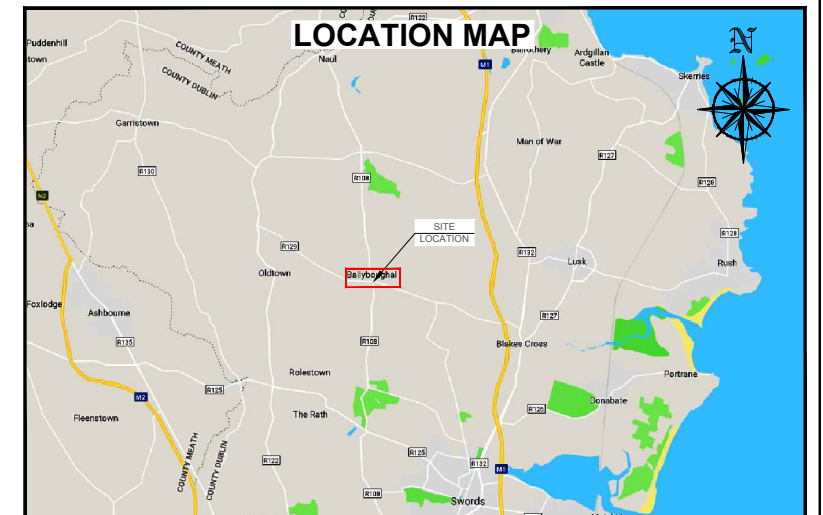 R122
LOCATION MAP
N
Puddenhill
town
COUNTY MEATH
COUNTY DUBLIN
Naul
M1
Ardgillan
Castle
Skerries
Garristown
Man of War
R127
R130
R108
R128
N2
SITE
LOCATION
R128
R129
R132
Oldtown
Ballyboughal
Lusk
Rush
Foxlodge
Ashbourne
R127
R135
R108
Blakes Cross
Rolestown
Portrane
R125
M2
The Rath
R126
Donabate
Fleenstown
COUNTY MEATH
COUNTY DUBLIN
R122
R125
R132
M1
R108
Swords